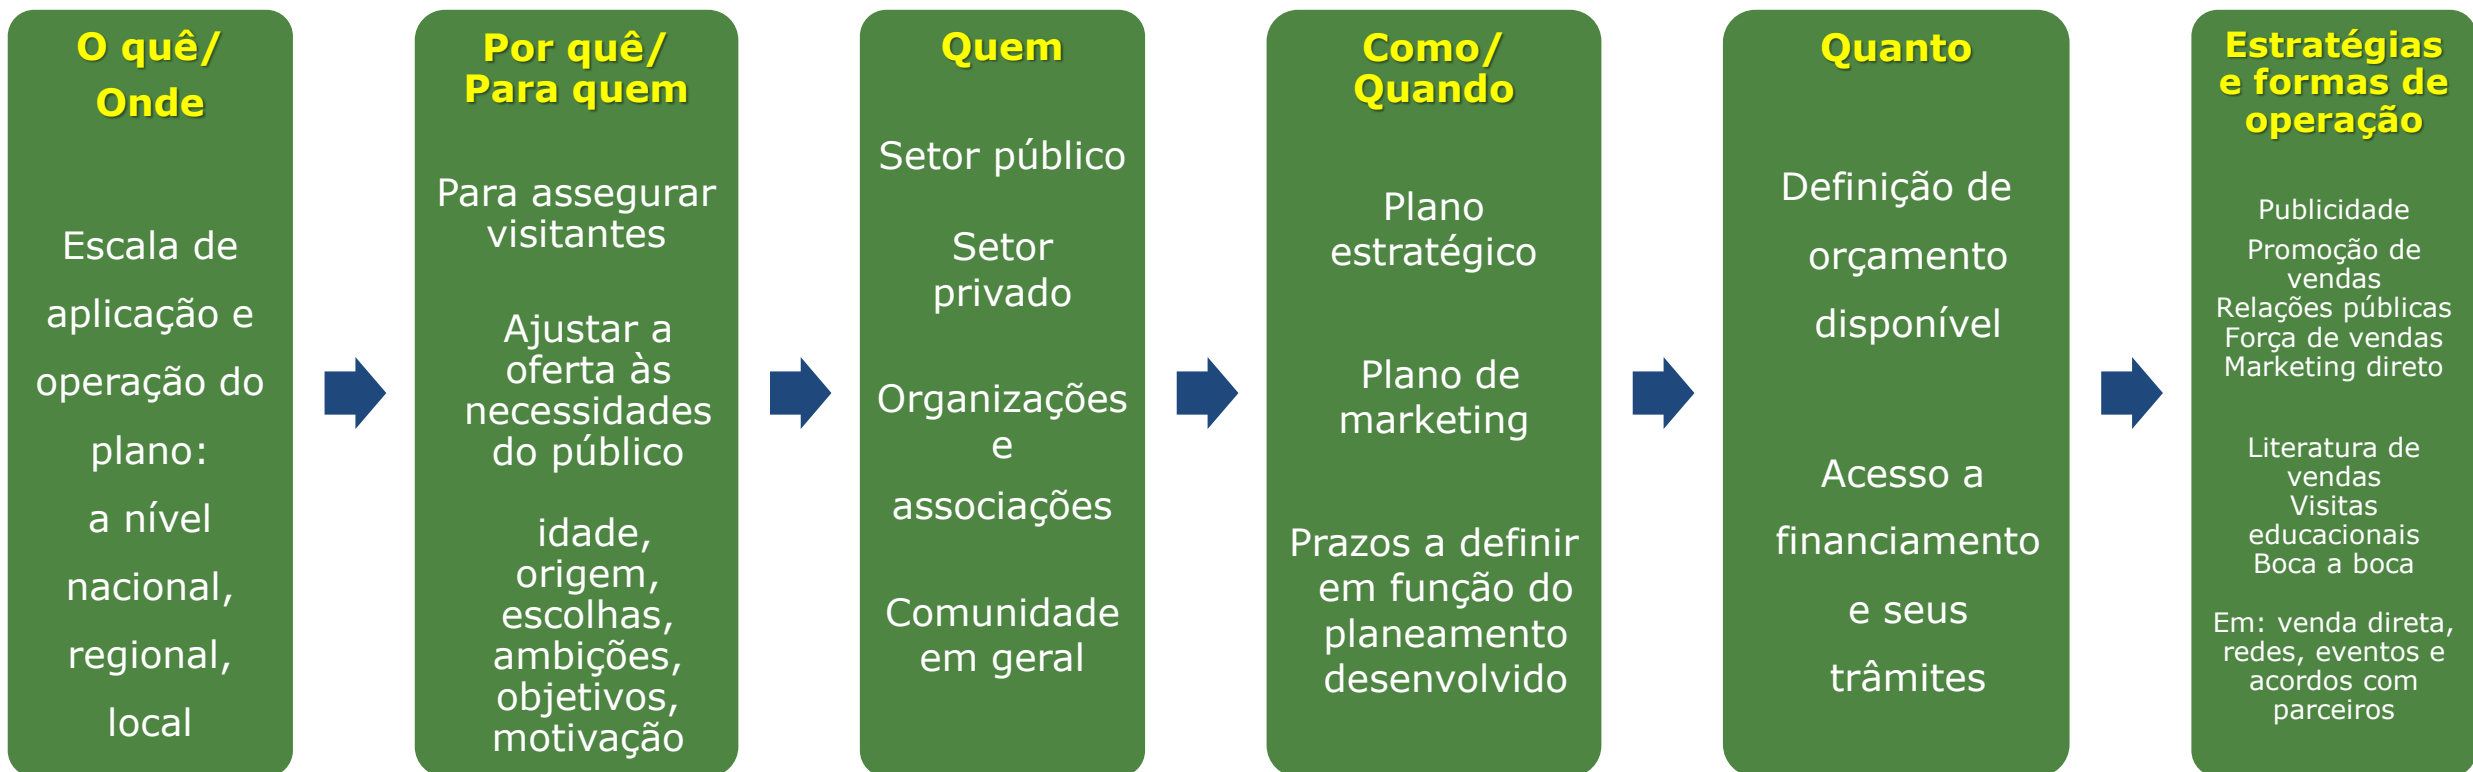 O quê/
Onde
Escala de
aplicação e
operação do
plano:
a nível
nacional,
regional,
local
Por quê/
Para quem
Para assegurar
visitantes
Ajustar a
oferta às
necessidades
do público
idade,
origem,
escolhas,
ambições,
objetivos,
motivação
Quem
Setor público
Setor
privado
Organizações
e
associações
Comunidade
em geral
Como/
Quando
Plano
estratégico
Plano de
marketing
Prazos a definir
em função do
planeamento
desenvolvido
Quanto
Definição de
orçamento
disponível
Acesso a
financiamento
e seus
trâmites
Estratégias
e formas de
operação
Publicidade
Promoção de
vendas
Relações públicas
Força de vendas
Marketing direto
Literatura de
vendas
Visitas
educacionais
Boca a boca
Em: venda direta,
redes, eventos e
acordos com
parceiros